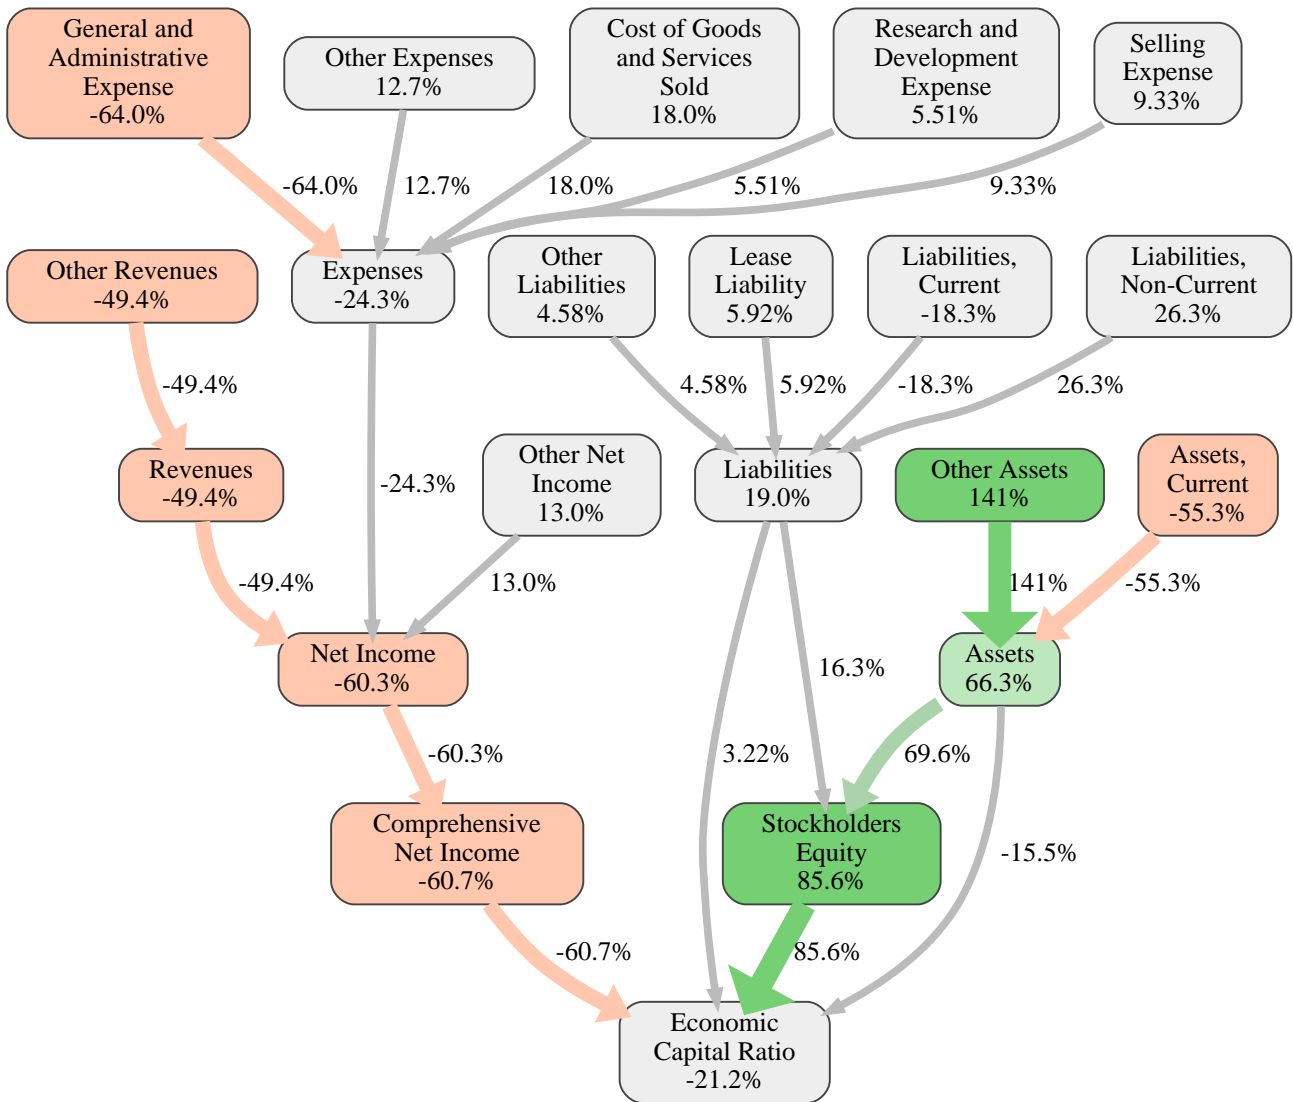 General and
Administrative
Expense
-64.0%
Other Expenses
12.7%
Cost of Goods
and Services
Sold
18.0%
Research and
Development
Expense
5.51%
Selling
Expense
9.33%
-64.0%
12.7%
18.0%
5.51%
9.33%
Other Revenues
-49.4%
Expenses
-24.3%
Other
Liabilities
4.58%
Lease
Liability
5.92%
Liabilities,
Current
-18.3%
Liabilities,
Non-Current
26.3%
-49.4%
4.58%
5.92%
-18.3%
26.3%
Revenues
-49.4%
-24.3%
Other Net
Income
13.0%
Liabilities
19.0%
Other Assets
141%
Assets,
Current
-55.3%
-49.4%
13.0%
141%
-55.3%
Net Income
-60.3%
16.3%
Assets
66.3%
-60.3%
3.22%
69.6%
Comprehensive
Net Income
-60.7%
Stockholders
Equity
85.6%
-15.5%
-60.7%
85.6%
Economic
Capital Ratio
-21.2%